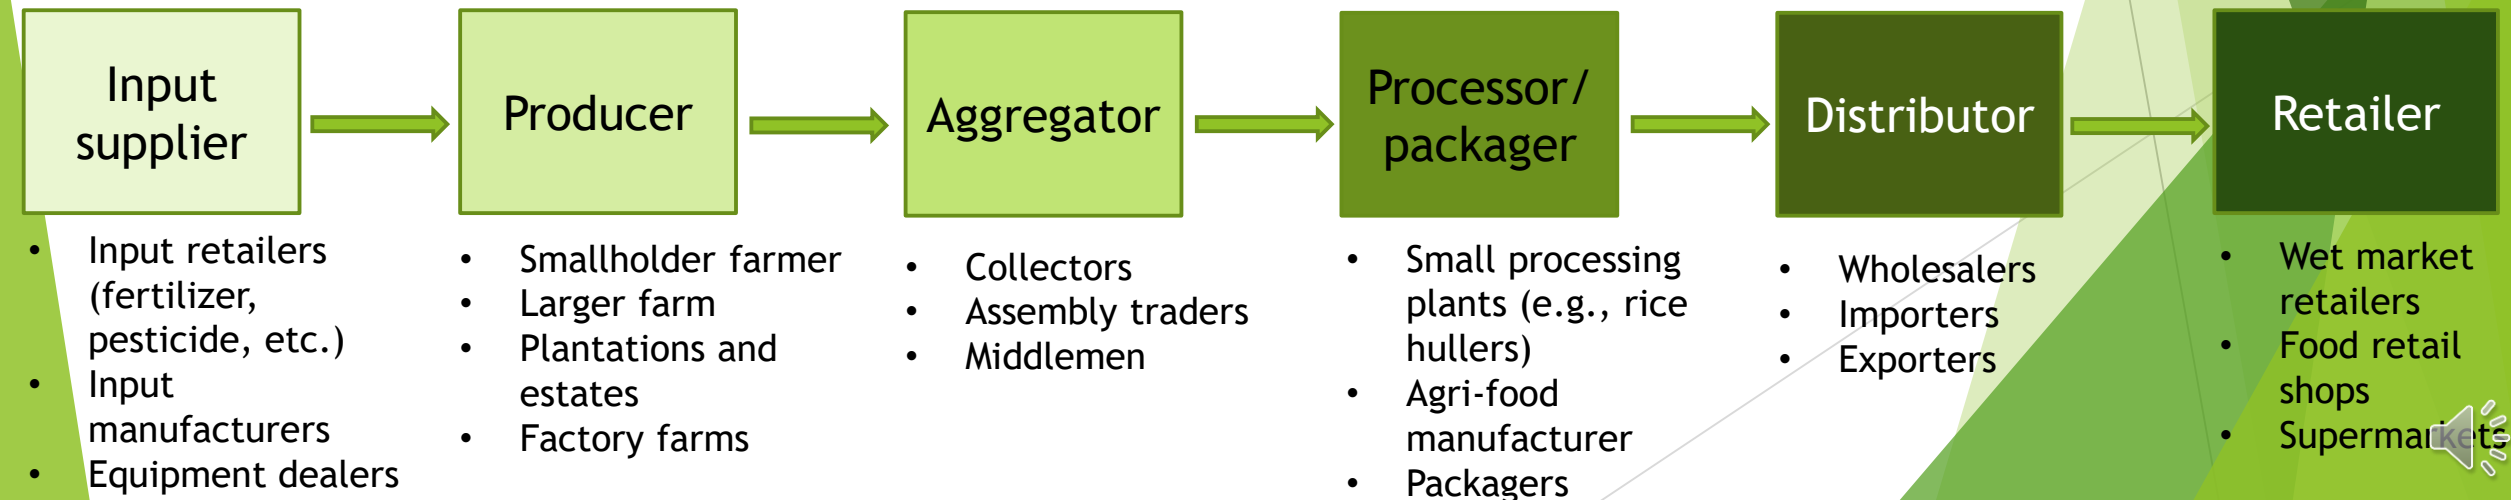 Input
supplier
Producer
Aggregator
Processor/
packager
Distributor
Retailer
• Input retailers
(fertilizer,
pesticide, etc.)
• Input
manufacturers
• Equipment dealers
• Smallholder farmer
• Larger farm
• Plantations and
estates
• Factory farms
• Collectors
• Assembly traders
• Middlemen
• Small processing
plants (e.g., rice
hullers)
• Agri-food
manufacturer
• Packagers
• Wholesalers
• Importers
• Exporters
• Wet market
retailers
• Food retail
shops
• Supermarkets